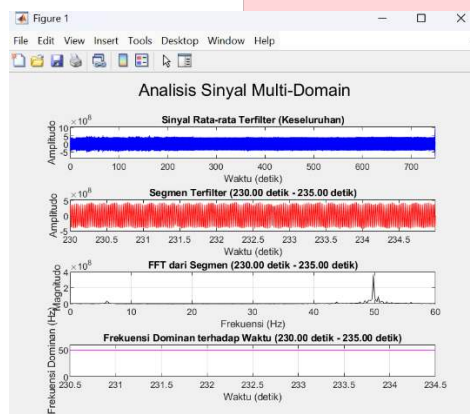 Figure 1
File Edit View Insert Tools Desktop Window Help
Analisis Sinyal Multi-Domain
Sinyal Rata-rata Terfilter (Keseluruhan)
×10⁸
Amplitudo
10
5
0
-5
0 100 200 300 400 500 600 700
Waktu (detik)
Segmen Terfilter (230.00 detik - 235.00 detik)
Amplitudo
5
0
-5
230 230.5 231 231.5 232 232.5 233 233.5 234 234.5
Waktu (detik)
FFT dari Segmen (230.00 detik - 235.00 detik)
×10⁸
Magnitudo
4
2
0
0 10 20 30 40 50 60
Frekuensi (Hz)
Frekuensi Dominan terhadap Waktu (230.00 detik - 235.00 detik)
Frekuensi Dominan (Hz)
50
0
230.5 231 231.5 232 232.5 233 233.5 234 234.5
Waktu (detik)